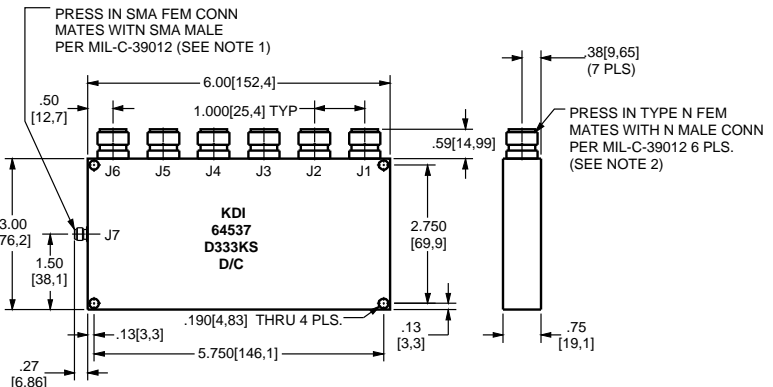 PRESS IN SMA FEM CONN
MATES WITN SMA MALE
PER MIL-C-39012 (SEE NOTE 1)
.38[9,65]
(7 PLS)
6.00[152,4]
.50
[12,7]
1.000[25,4] TYP
.59[14,99]
PRESS IN TYPE N FEM
MATES WITH N MALE CONN
PER MIL-C-39012 6 PLS.
(SEE NOTE 2)
J6 J5 J4 J3 J2 J1
KDI
64537
D333KS
D/C
3.00
76,2]
J7
1.50
[38,1]
2.750
[69,9]
.190[4,83] THRU 4 PLS.
.13[3,3]
.13
[3,3]
5.750[146,1]
.75
[19,1]
.27
[6,86]